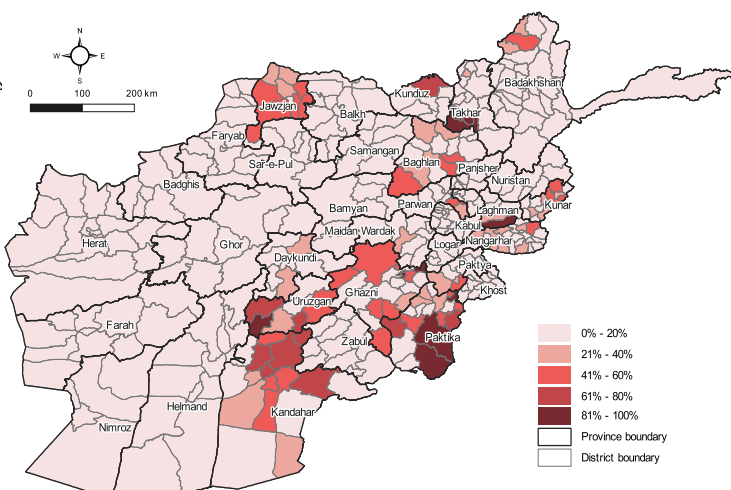 N
W E
S
0 100 200 km
Badakhshan
Kunduz
Jawzjan
Takhar
Balkh
Faryab
Samangan
Baghlan
Panjsher
Sar-e-Pul
Nuristan
Badghis
Parwan
Kunar
Bamyan
Laghman
Kabul
Maidan Wardak
Herat
Ghor
Logar
Nangarhar
Daykundi
Paktya
Ghazni
Khost
Uruzgan
Farah
Zabul
Paktika
Helmand
Kandahar
Nimroz
0% - 20%
21% - 40%
41% - 60%
61% - 80%
81% - 100%
Province boundary
District boundary